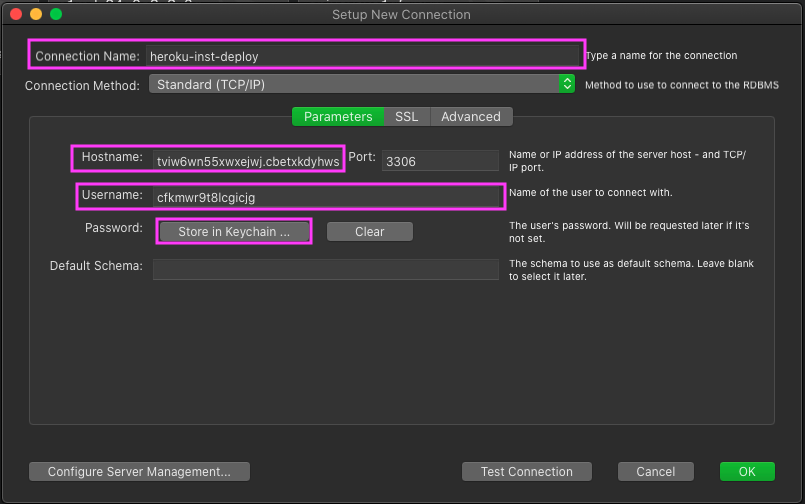 Setup New Connection
Connection Name: heroku-inst-deploy Type a name for the connection
Connection Method: Standard (TCP/IP) Method to use to connect to the RDBMS
Parameters SSL Advanced
Hostname: tviw6wn55xwxejwj.cbetxkdyhws Port: 3306 Name or IP address of the server host - and TCP/
IP port.
Username: cfkmwr9t8lcgicjg Name of the user to connect with.
Password: Store in Keychain ... Clear The user's password. Will be requested later if it's
not set.
Default Schema: The schema to use as default schema. Leave blank
to select it later.
Configure Server Management... Test Connection Cancel OK